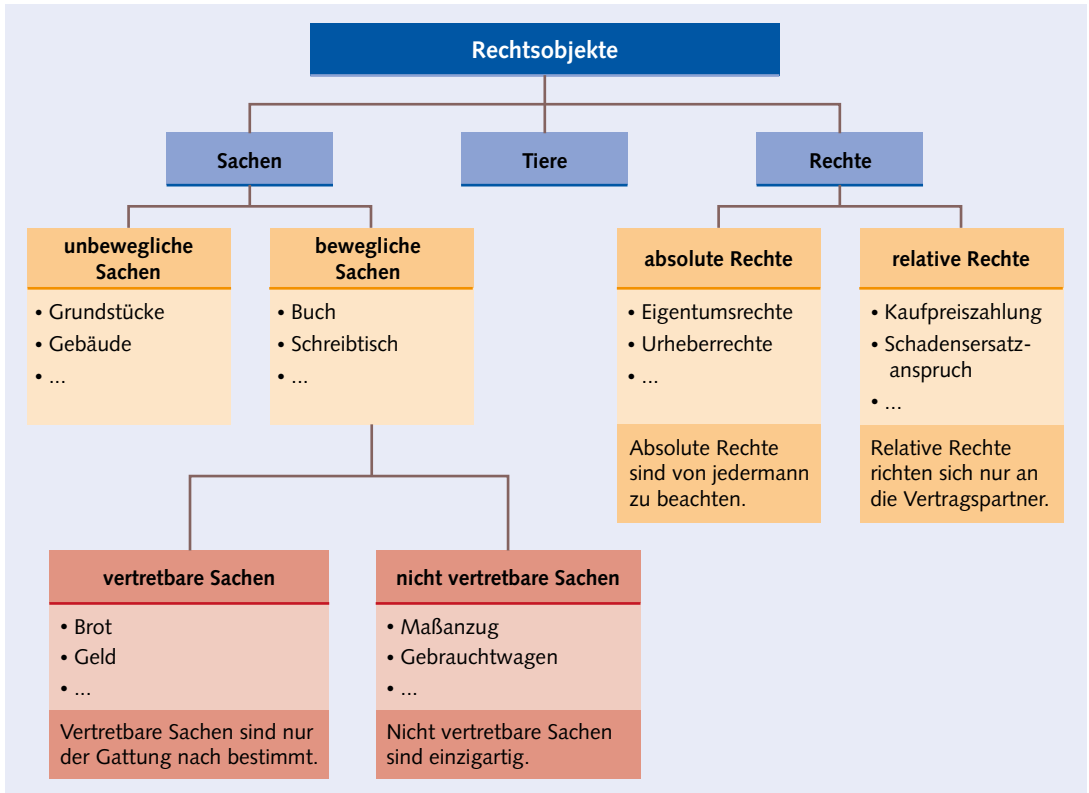 Rechtsobjekte
Sachen
Tiere
Rechte
unbewegliche
Sachen
• Grundstücke
• Gebäude
• ...
bewegliche
Sachen
• Buch
• Schreibtisch
• ...
absolute Rechte
• Eigentumsrechte
• Urheberrechte
• ...
Absolute Rechte
sind von jedermann
zu beachten.
relative Rechte
• Kaufpreiszahlung
• Schadensersatz-
anspruch
• ...
Relative Rechte
richten sich nur an
die Vertragspartner.
vertretbare Sachen
• Brot
• Geld
• ...
Vertretbare Sachen sind nur
der Gattung nach bestimmt.
nicht vertretbare Sachen
• Maßanzug
• Gebrauchtwagen
• ...
Nicht vertretbare Sachen
sind einzigartig.